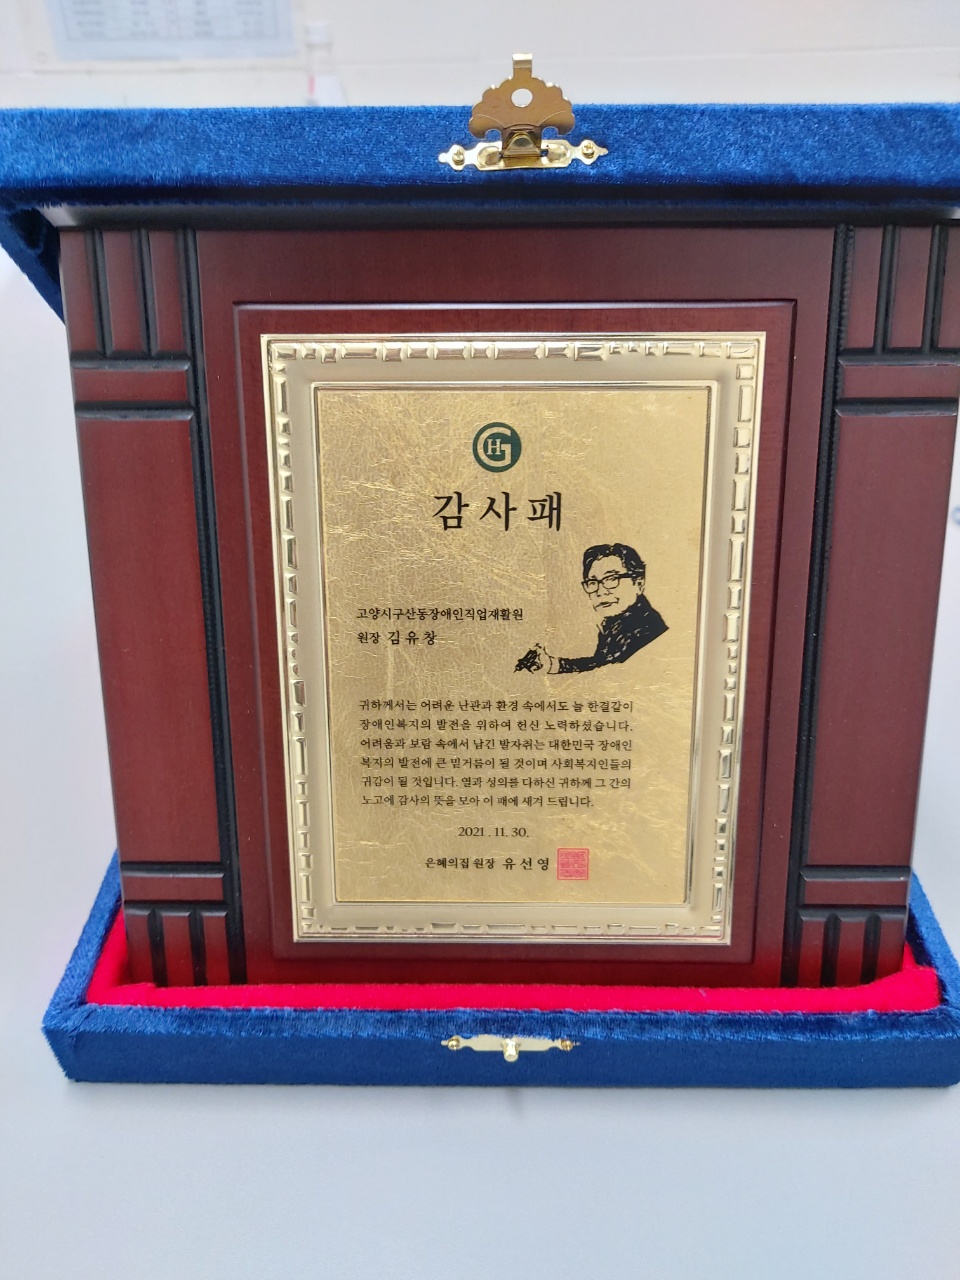 GH
감사패
고양시구산동장애인직업재활원
원장 김유창
귀하께서는 어려운 난관과 환경 속에서도 늘 한결같이
장애인복지의 발전을 위하여 헌신 노력하셨습니다.
어려움과 보람 속에서 남긴 발자취는 대한민국 장애인
복지의 발전에 큰 밑거름이 될 것이며 사회복지인들의
귀감이 될 것입니다. 열과 성의를 다하신 귀하께 그 간의
노고에 감사의 뜻을 모아 이 패에 새겨 드립니다.
2021. 11. 30.
은혜의집 원장 유선영